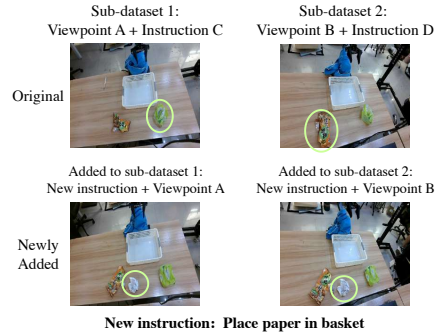 Sub-dataset 1:
Viewpoint A + Instruction C
Sub-dataset 2:
Viewpoint B + Instruction D
Original
Added to sub-dataset 1:
New instruction + Viewpoint A
Added to sub-dataset 2:
New instruction + Viewpoint B
Newly
Added
New instruction: Place paper in basket